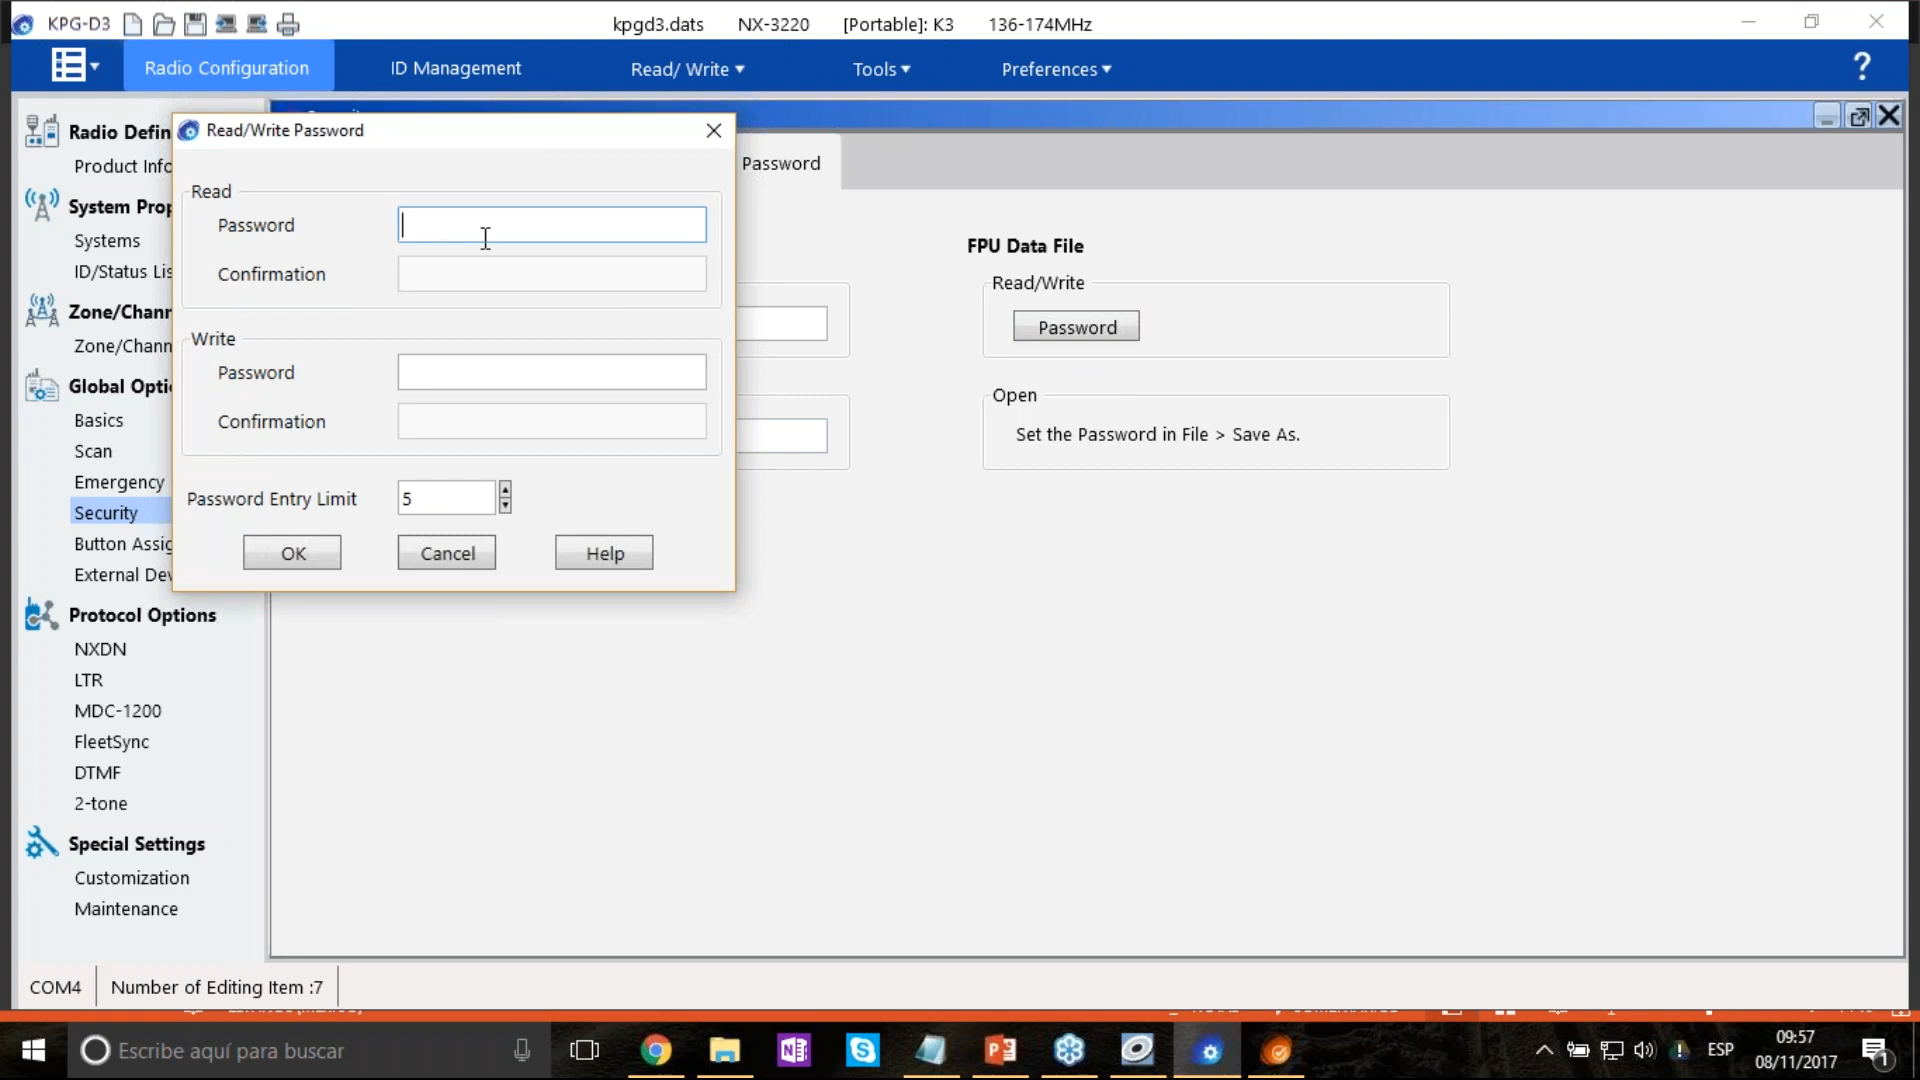 KPG-D3 kpgd3.dats NX-3220 [Portable]: K3 136-174MHz
Radio Configuration ID Management Read/ Write Tools Preferences ?
Radio Defin
Product Info
System Prop
Systems
ID/Status Lis
Zone/Chann
Zone/Chann
Global Optio
Basics
Scan
Emergency
Security
Button Assig
External Dev
Protocol Options
NXDN
LTR
MDC-1200
FleetSync
DTMF
2-tone
Special Settings
Customization
Maintenance
Read/Write Password
Read
Password
Confirmation
Write
Password
Confirmation
Password Entry Limit 5
OK Cancel Help
Password
FPU Data File
Read/Write
Password
Open
Set the Password in File > Save As.
COM4 Number of Editing Item :7
Escribe aquí para buscar
ESP
09:57
08/11/2017
1